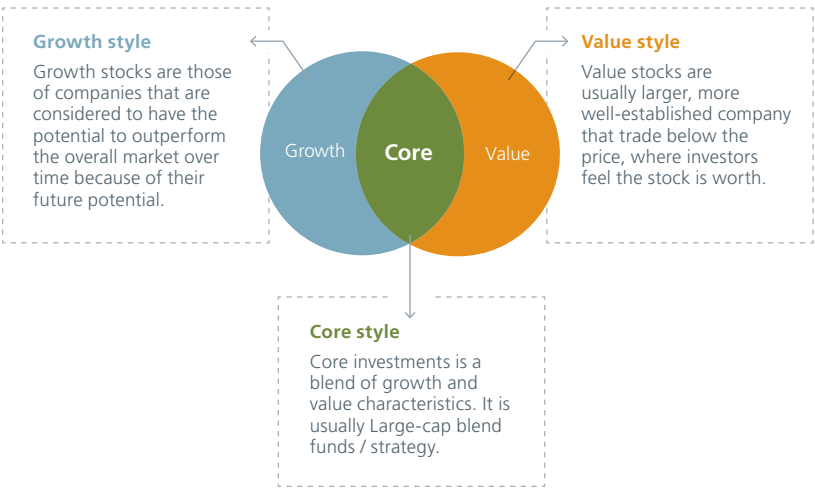 Growth style
Growth stocks are those
of companies that are
considered to have the
potential to outperform
the overall market over
time because of their
future potential.
Growth
Core
Value
Value style
Value stocks are
usually larger, more
well-established company
that trade below the
price, where investors
feel the stock is worth.
Core style
Core investments is a
blend of growth and
value characteristics. It is
usually Large-cap blend
funds / strategy.